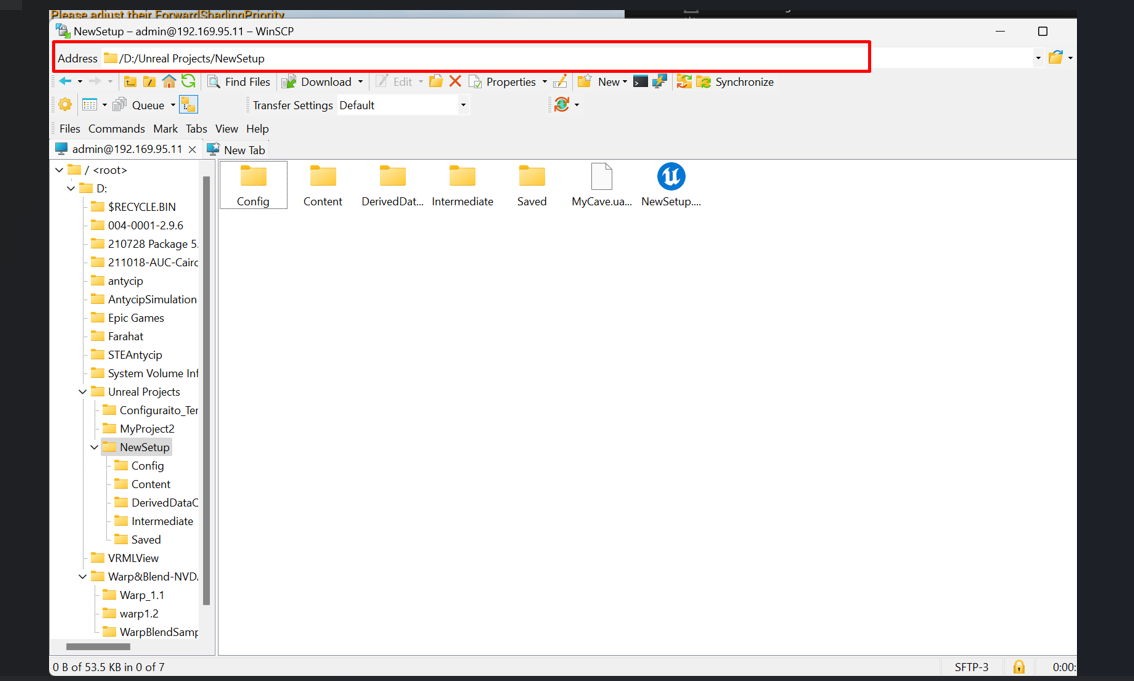 Please adjust their ForwardShadingPriority
NewSetup – admin@192.169.95.11 – WinSCP
Address /D:/Unreal Projects/NewSetup
Find Files Download Edit Properties New Synchronize
Queue Transfer Settings Default
Files Commands Mark Tabs View Help
admin@192.169.95.11 New Tab
/ <root>
D:
$RECYCLE.BIN
004-0001-2.9.6
210728 Package 5.
211018-AUC-Cairo
antycip
AntycipSimulation
Epic Games
Farahat
STEAntycip
System Volume Inf
Unreal Projects
Configuraito_Ter
MyProject2
NewSetup
Config
Content
DerivedDataC
Intermediate
Saved
VRMLView
Warp&Blend-NVD
Warp_1.1
warp1.2
WarpBlendSamp
Config Content DerivedDat... Intermediate Saved MyCave.ua... NewSetup....
0 B of 53.5 KB in 0 of 7 SFTP-3 0:00: